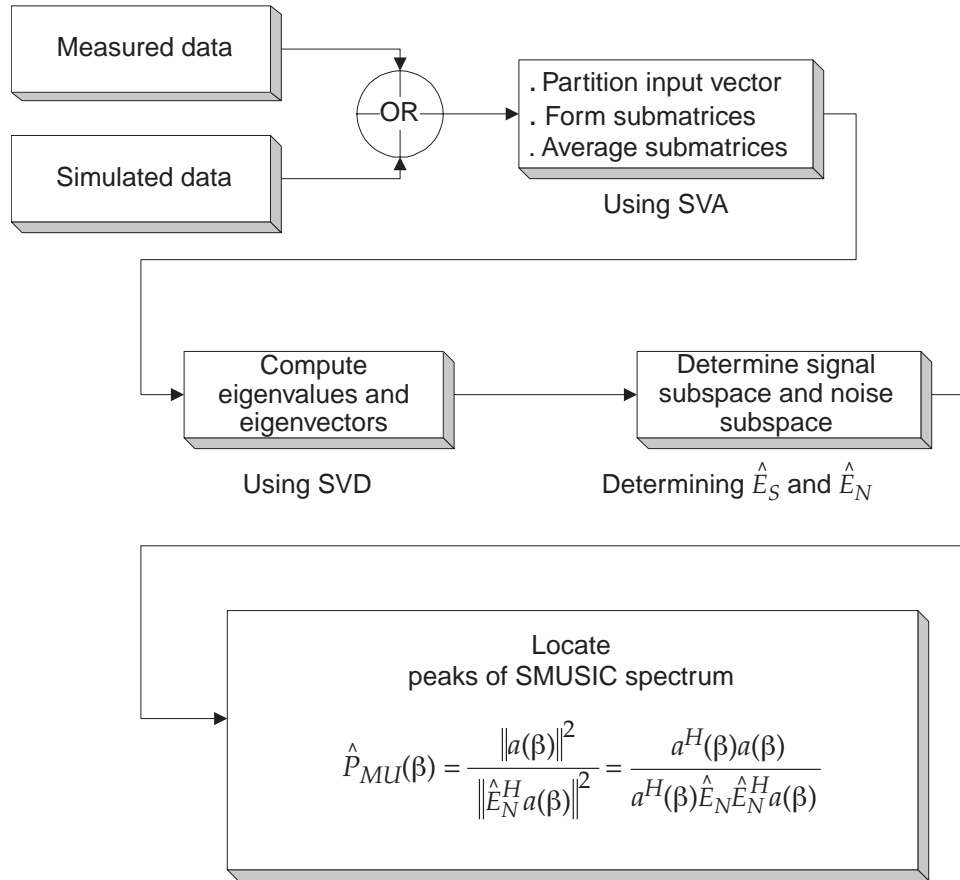 Measured data
Simulated data
OR
. Partition input vector
. Form submatrices
. Average submatrices
Using SVA
Compute
eigenvalues and
eigenvectors
Using SVD
Determine signal
subspace and noise
subspace
Determining Ê_S and Ê_N
Locate
peaks of SMUSIC spectrum
P̂_{MU}(β) = ‖a(β)‖² / ‖Ê_N^H a(β)‖² = a^H(β)a(β) / a^H(β)Ê_N Ê_N^H a(β)